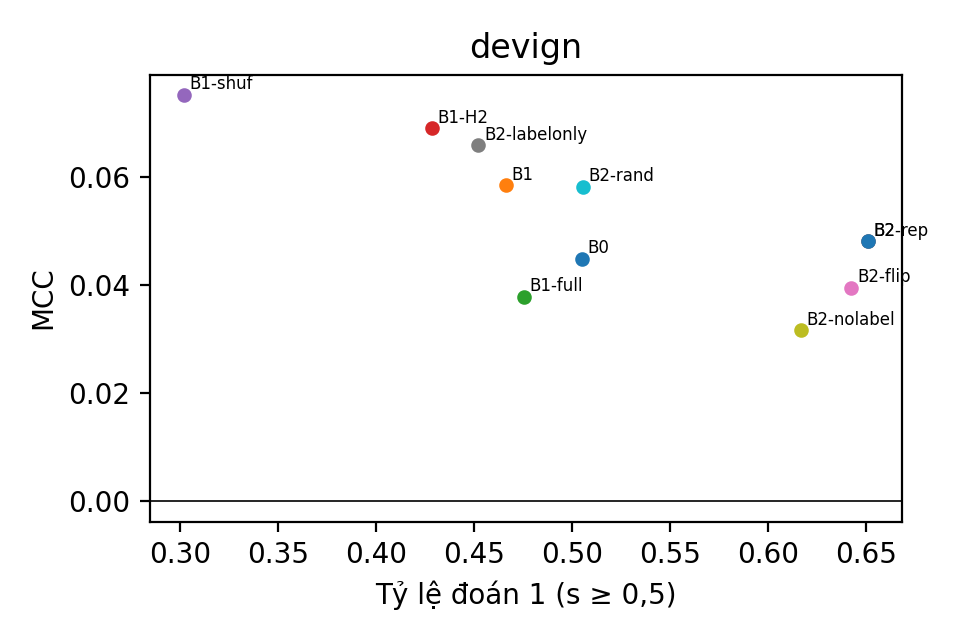 devign
B1-shuf
B1-H2
B2-labelonly
B1
B2-rand
B2-rep
B0
B2-flip
B1-full
B2-nolabel
MCC
0.06
0.04
0.02
0.00
0.30 0.35 0.40 0.45 0.50 0.55 0.60 0.65
Tỷ lệ đoán 1 (s ≥ 0,5)